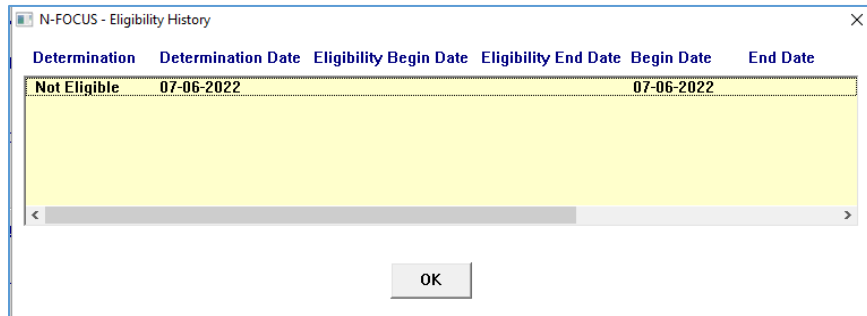 N-FOCUS - Eligibility History
Determination Determination Date Eligibility Begin Date Eligibility End Date Begin Date End Date
Not Eligible 07-06-2022 07-06-2022
OK